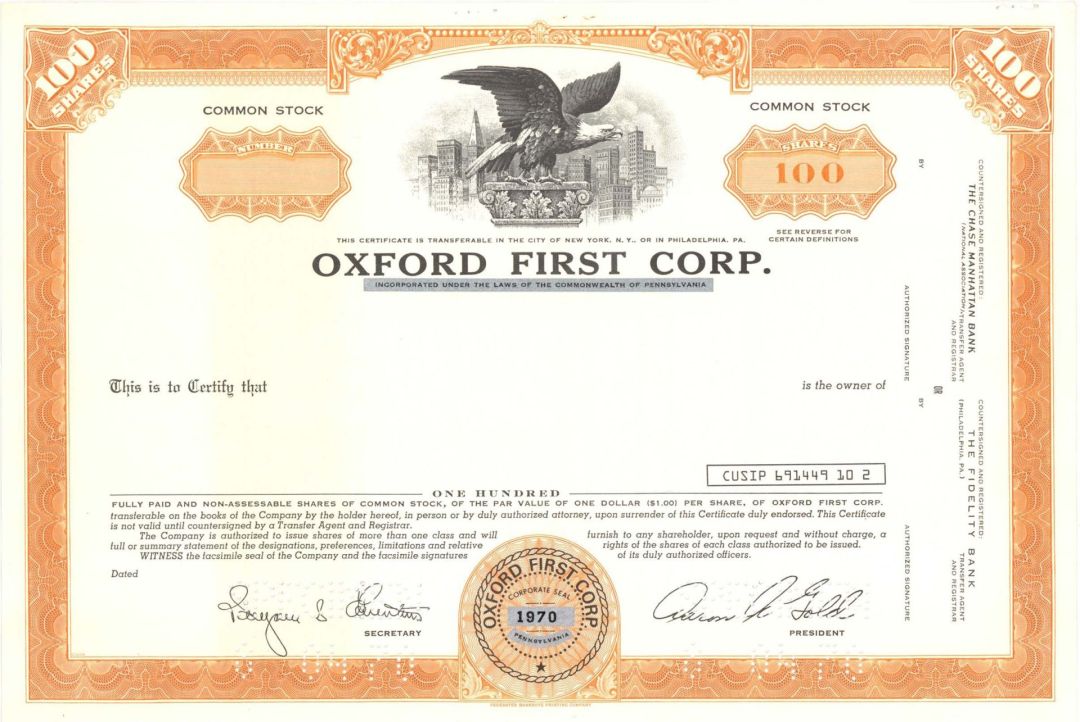 100 SHARES
100 SHARES
COMMON STOCK
COMMON STOCK
NUMBER
SHARES
100
SEE REVERSE FOR
CERTAIN DEFINITIONS
THIS CERTIFICATE IS TRANSFERABLE IN THE CITY OF NEW YORK, N. Y., OR IN PHILADELPHIA, PA.
OXFORD FIRST CORP.
INCORPORATED UNDER THE LAWS OF THE COMMONWEALTH OF PENNSYLVANIA
This is to Certify that
is the owner of
CUSIP 691449 10 2
ONE HUNDRED
FULLY PAID AND NON-ASSESSABLE SHARES OF COMMON STOCK, OF THE PAR VALUE OF ONE DOLLAR ($1.00) PER SHARE, OF OXFORD FIRST CORP.
transferable on the books of the Company by the holder hereof, in person or by duly authorized attorney, upon surrender of this Certificate duly endorsed. This Certificate
is not valid until countersigned by a Transfer Agent and Registrar.
The Company is authorized to issue shares of more than one class and will furnish to any shareholder, upon request and without charge, a
full or summary statement of the designations, preferences, limitations and relative rights of the shares of each class authorized to be issued.
WITNESS the facsimile seal of the Company and the facsimile signatures of its duly authorized officers.
Dated
SECRETARY
OXFORD FIRST CORP
CORPORATE SEAL
1970
PENNSYLVANIA
PRESIDENT
COUNTERSIGNED AND REGISTERED:
THE CHASE MANHATTAN BANK
(NATIONAL ASSOCIATION) TRANSFER AGENT
AND REGISTRAR
BY
AUTHORIZED SIGNATURE
OR
COUNTERSIGNED AND REGISTERED:
THE FIDELITY BANK
(PHILADELPHIA, PA.) TRANSFER AGENT
AND REGISTRAR
BY
AUTHORIZED SIGNATURE
FEDERATED BANKNOTE PRINTING COMPANY